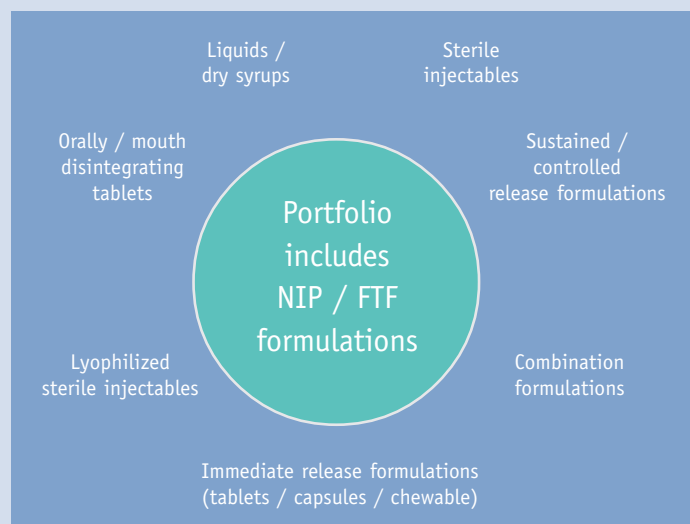 Liquids /
dry syrups
Sterile
injectables
Orally / mouth
disintegrating
tablets
Sustained /
controlled
release formulations
Portfolio
includes
NIP / FTF
formulations
Lyophilized
sterile injectables
Combination
formulations
Immediate release formulations
(tablets / capsules / chewable)